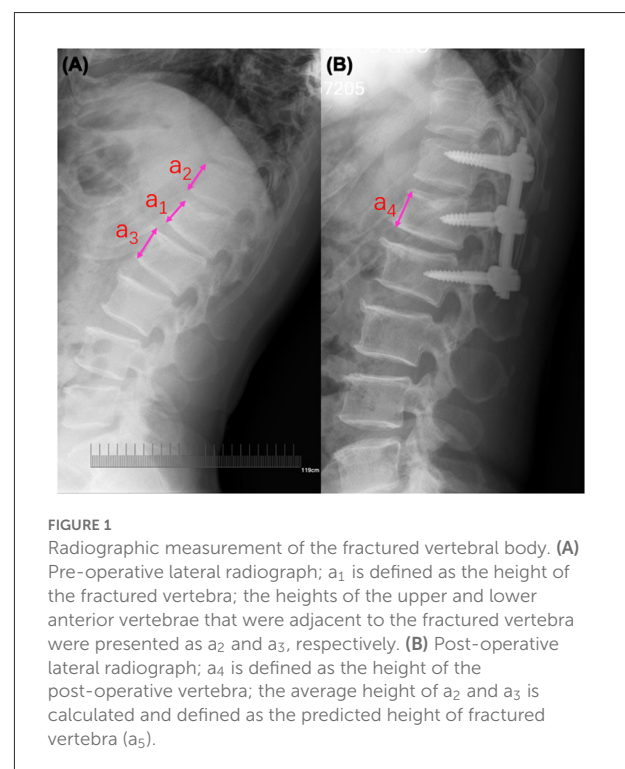 (A)
(B)
7205
a₂
a₁
a₃
a₄
119cm
FIGURE 1
Radiographic measurement of the fractured vertebral body. (A)
Pre-operative lateral radiograph; a₁ is defined as the height of
the fractured vertebra; the heights of the upper and lower
anterior vertebrae that were adjacent to the fractured vertebra
were presented as a₂ and a₃, respectively. (B) Post-operative
lateral radiograph; a₄ is defined as the height of the
post-operative vertebra; the average height of a₂ and a₃ is
calculated and defined as the predicted height of fractured
vertebra (a₅).